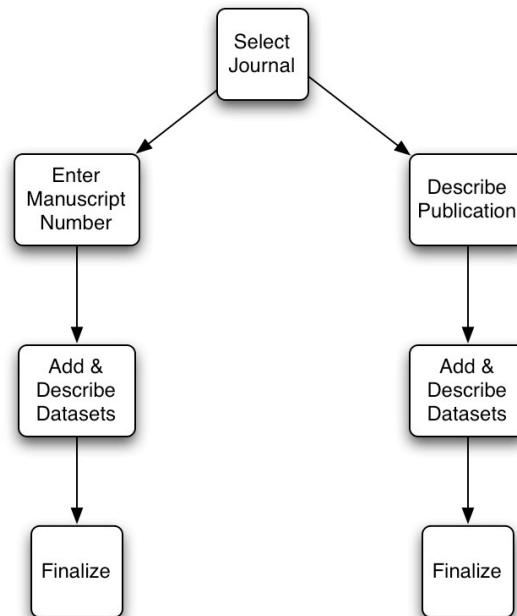 Select
Journal
Enter
Manuscript
Number
Describe
Publication
Add &
Describe
Datasets
Add &
Describe
Datasets
Finalize
Finalize